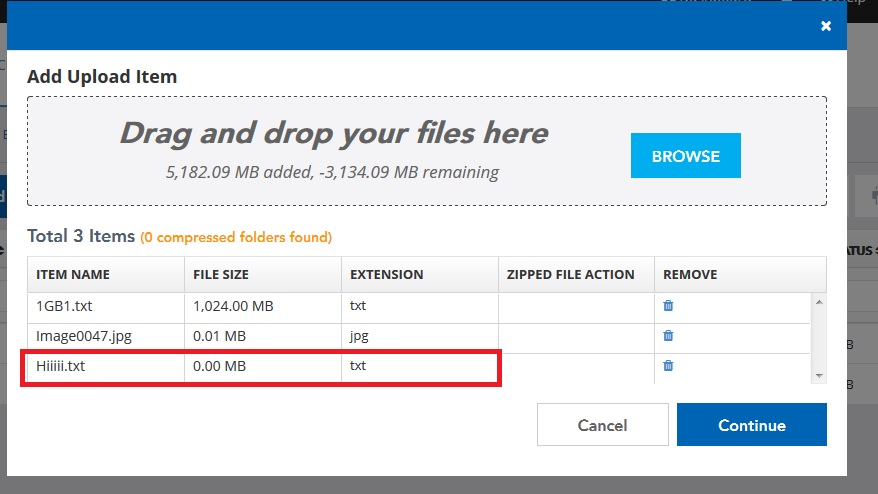 Add Upload Item
Drag and drop your files here
5,182.09 MB added, -3,134.09 MB remaining
BROWSE
Total 3 Items (0 compressed folders found)
ITEM NAME FILE SIZE EXTENSION ZIPPED FILE ACTION REMOVE
1GB1.txt 1,024.00 MB txt
Image0047.jpg 0.01 MB jpg
Hiiiii.txt 0.00 MB txt
Cancel Continue